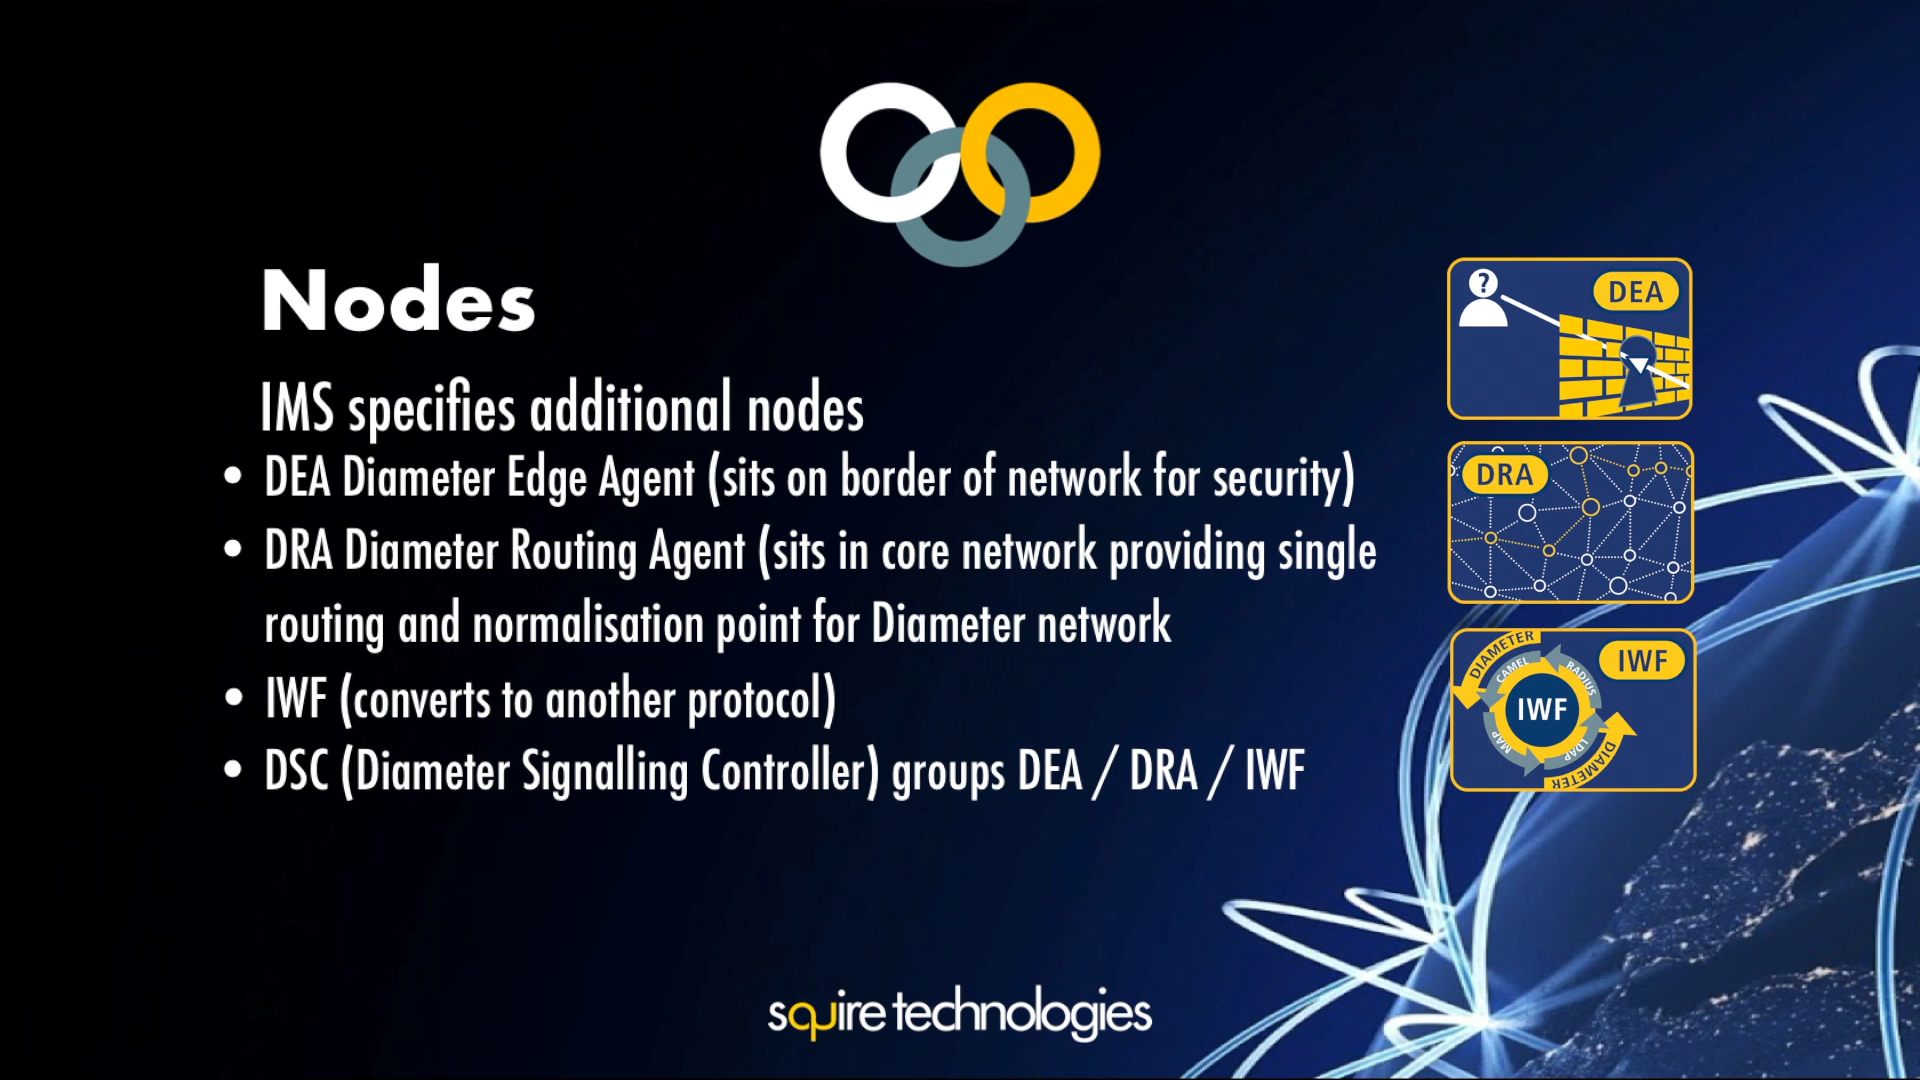 Nodes
IMS specifies additional nodes
• DEA Diameter Edge Agent (sits on border of network for security)
• DRA Diameter Routing Agent (sits in core network providing single
routing and normalisation point for Diameter network
• IWF (converts to another protocol)
• DSC (Diameter Signalling Controller) groups DEA / DRA / IWF
?
DEA
DRA
IWF
DIAMETER
CAMEL
RADIUS
IWF
MAP
LDAP
DIAMETER
squire technologies